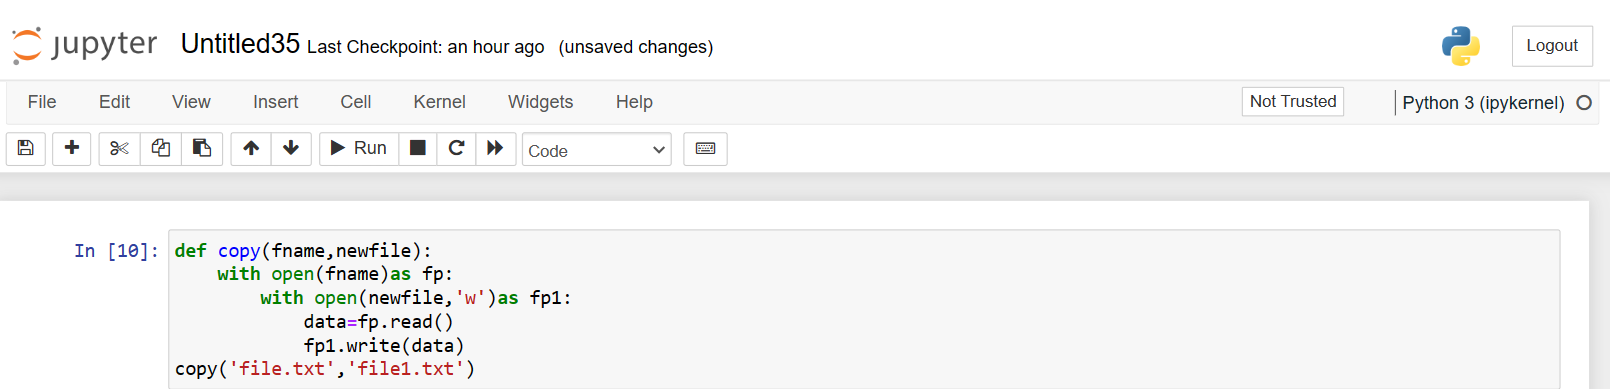 jupyter Untitled35 Last Checkpoint: an hour ago (unsaved changes)
Logout
File Edit View Insert Cell Kernel Widgets Help
Not Trusted
Python 3 (ipykernel)
Run
Code
In [10]:
def copy(fname,newfile):
    with open(fname)as fp:
        with open(newfile,'w')as fp1:
            data=fp.read()
            fp1.write(data)
copy('file.txt','file1.txt')